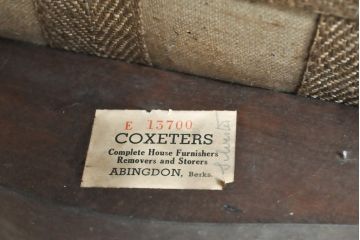 E 13700
COXETERS
Complete House Furnishers
Removers and Storers
ABINGDON, Berks.